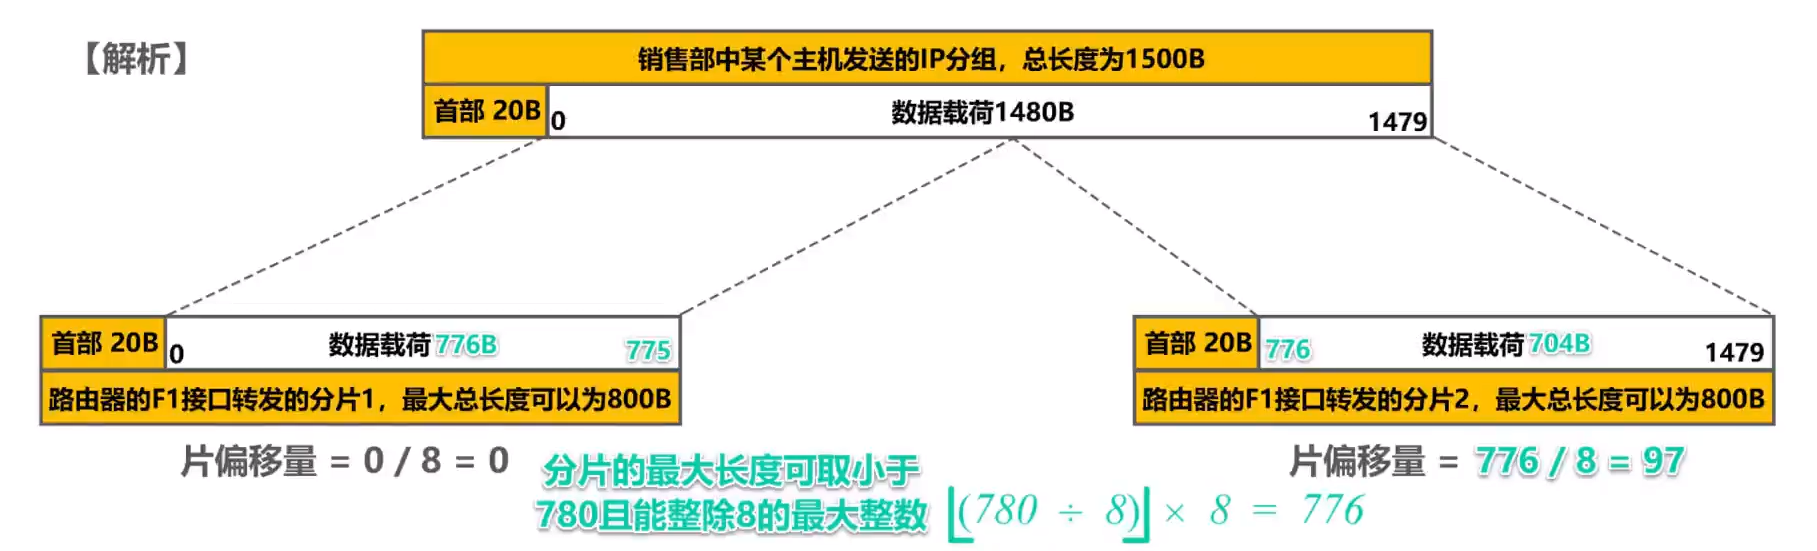 【解析】
销售部中某个主机发送的IP分组，总长度为1500B
首部 20B
0
数据载荷1480B
1479
首部 20B
0
数据载荷776B
775
路由器的F1接口转发的分片1，最大总长度可以为800B
片偏移量 = 0 / 8 = 0
首部 20B
776
数据载荷704B
1479
路由器的F1接口转发的分片2，最大总长度可以为800B
片偏移量 = 776 / 8 = 97
分片的最大长度可取小于
780且能整除8的最大整数
⌊(780 ÷ 8)⌋ × 8 = 776